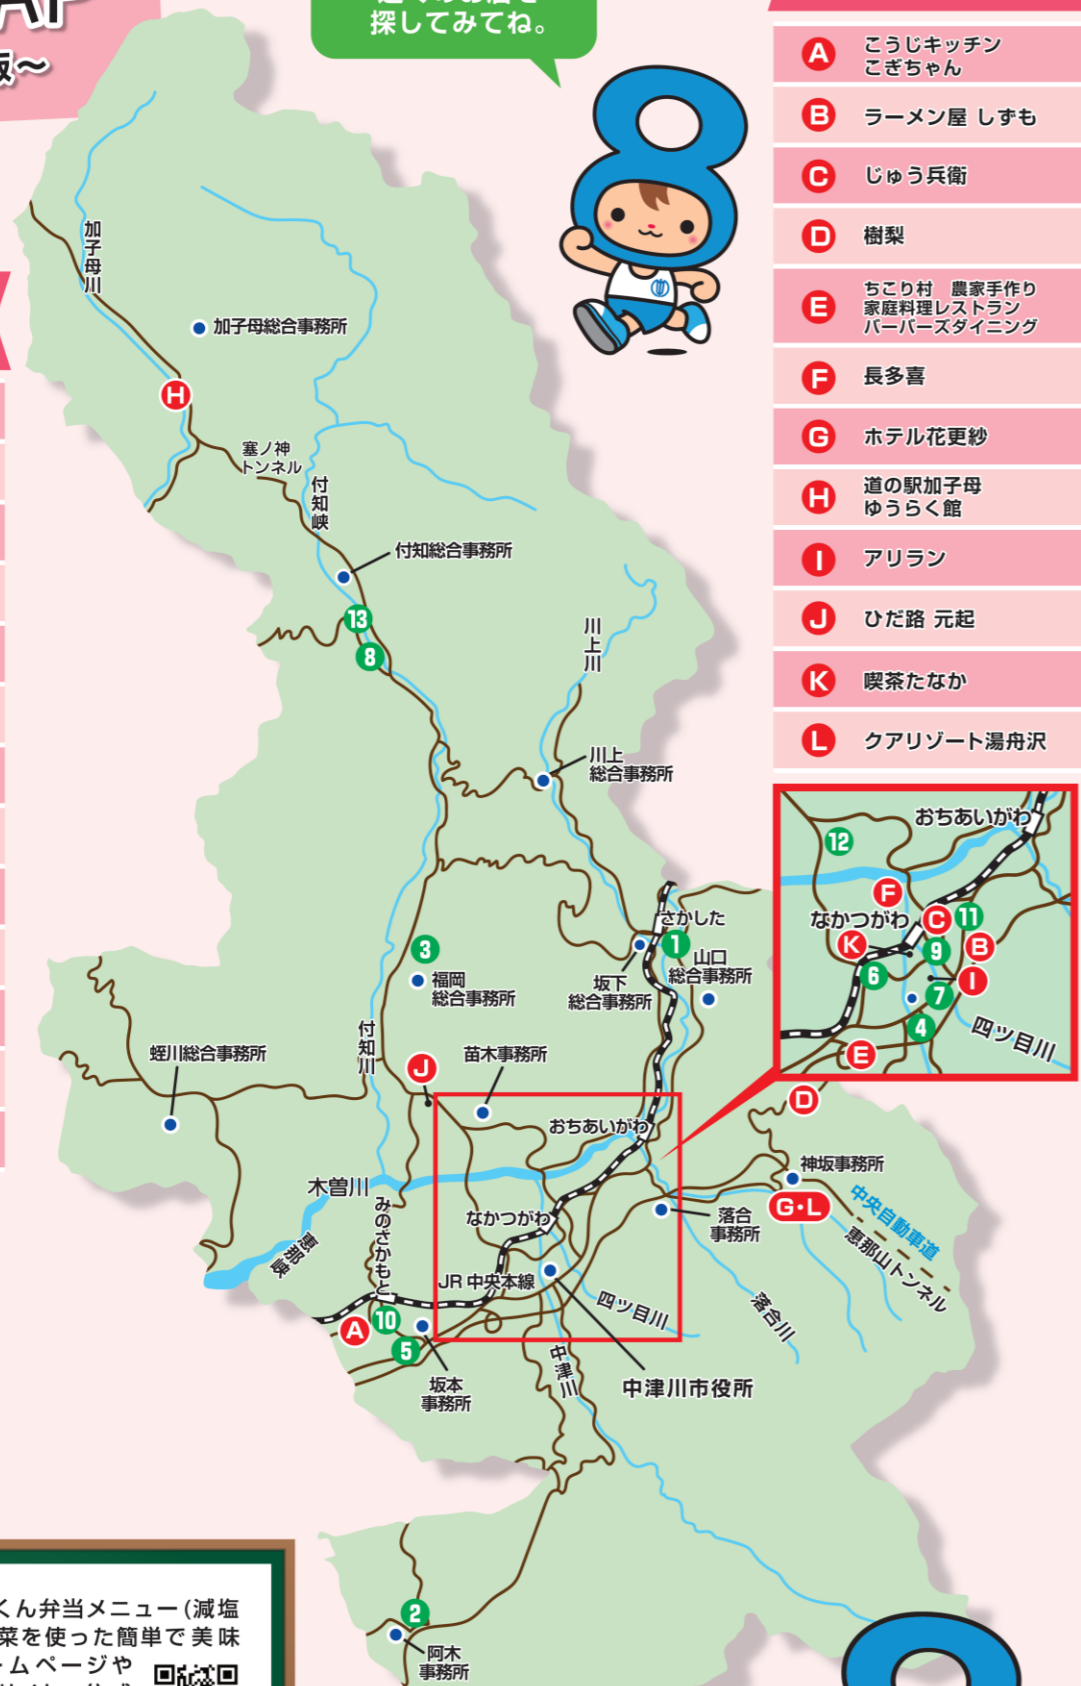 版～
探してみてね。
A
こうじキッチン
こぎちゃん
B
ラーメン屋 しずも
C
じゅう兵衛
D
樹梨
E
ちこり村　農家手作り
家庭料理レストラン
バーバーズダイニング
F
長多喜
G
ホテル花更紗
H
道の駅加子母
ゆうらく館
I
アリラン
J
ひだ路 元起
K
喫茶たなか
L
クアリゾート湯舟沢
加子母川
加子母総合事務所
H
塞ノ神
トンネル
付知峡
付知総合事務所
13
8
川上川
川上
総合事務所
さかした
1
山口
総合事務所
坂下
総合事務所
3
福岡
総合事務所
付知川
蛭川総合事務所
J
苗木事務所
おちあいがわ
12
F
なかつがわ
C
11
K
9
B
6
I
7
4
四ツ目川
E
D
おちあいがわ
神坂事務所
G・L
中央自動車道
恵那山トンネル
木曽川
恵那峡
みのさかもと
なかつがわ
落合
事務所
JR 中央本線
四ツ目川
落合川
A
10
5
坂本
事務所
中津川
中津川市役所
2
阿木
事務所
くん弁当メニュー(減塩
菜を使った簡単で美味
ームページや